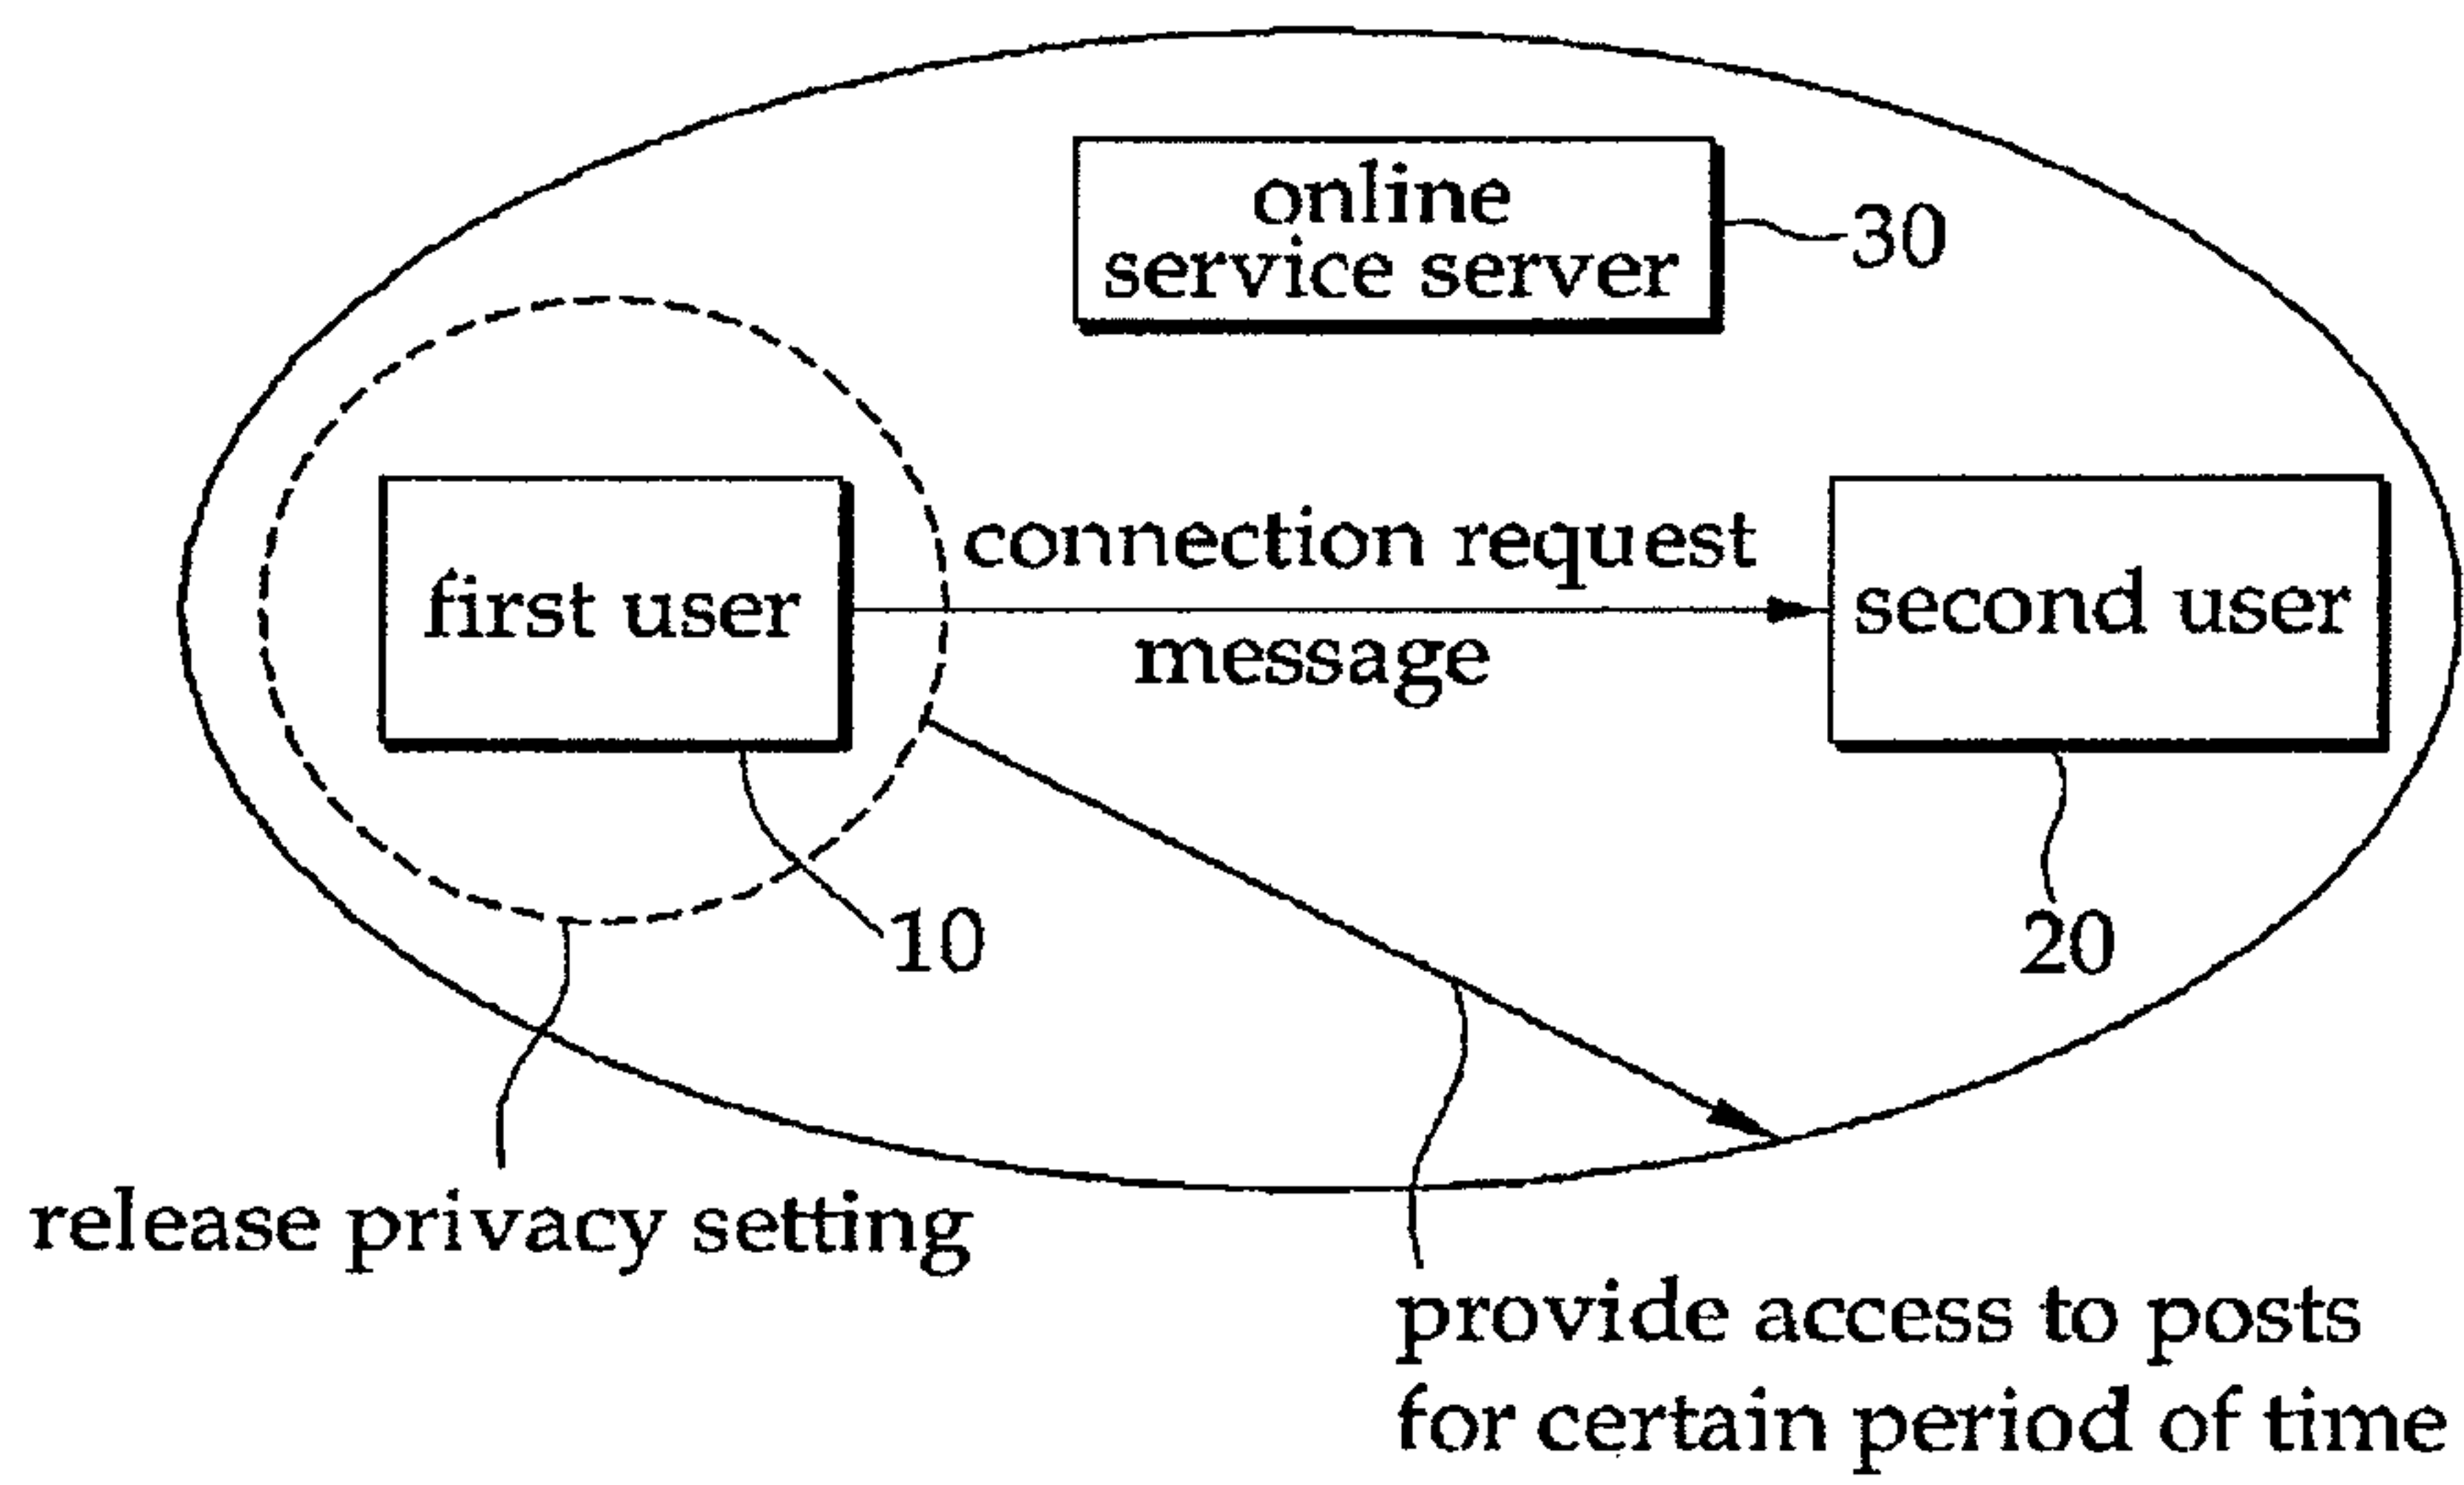 online
service server
30
connection request
first user
second user
message
10
20
release privacy setting
provide access to posts
for certain period of time